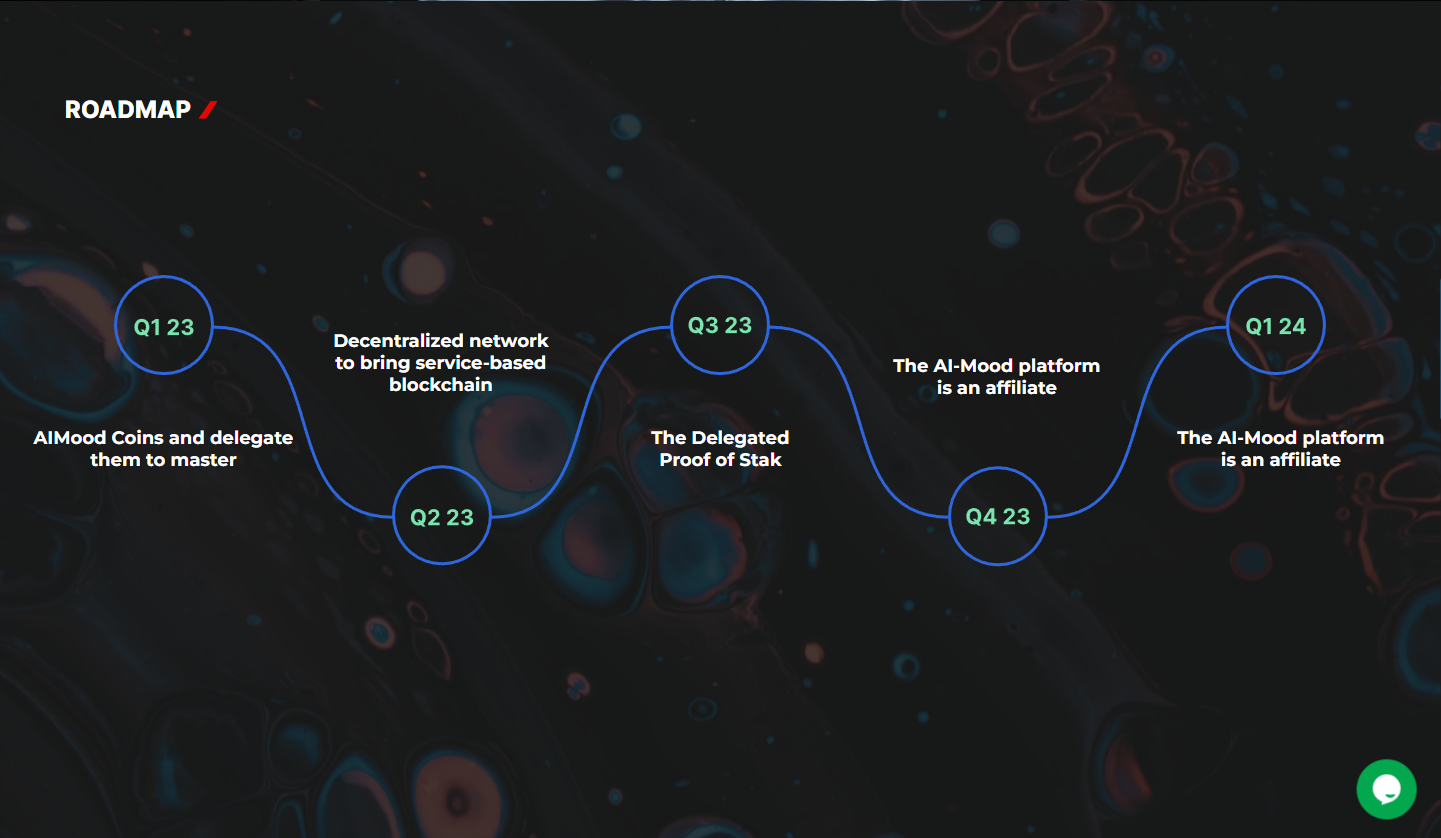 ROADMAP
Q1 23
AIMood Coins and delegate
them to master
Decentralized network
to bring service-based
blockchain
Q2 23
Q3 23
The Delegated
Proof of Stak
The AI-Mood platform
is an affiliate
Q4 23
Q1 24
The AI-Mood platform
is an affiliate